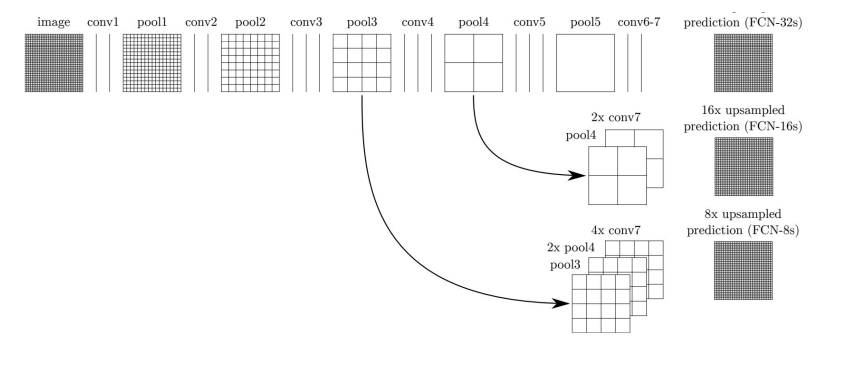 image conv1 pool1 conv2 pool2 conv3 pool3 conv4 pool4 conv5 pool5 conv6-7
prediction (FCN-32s)
2x conv7
pool4
16x upsampled
prediction (FCN-16s)
4x conv7
2x pool4
pool3
8x upsampled
prediction (FCN-8s)